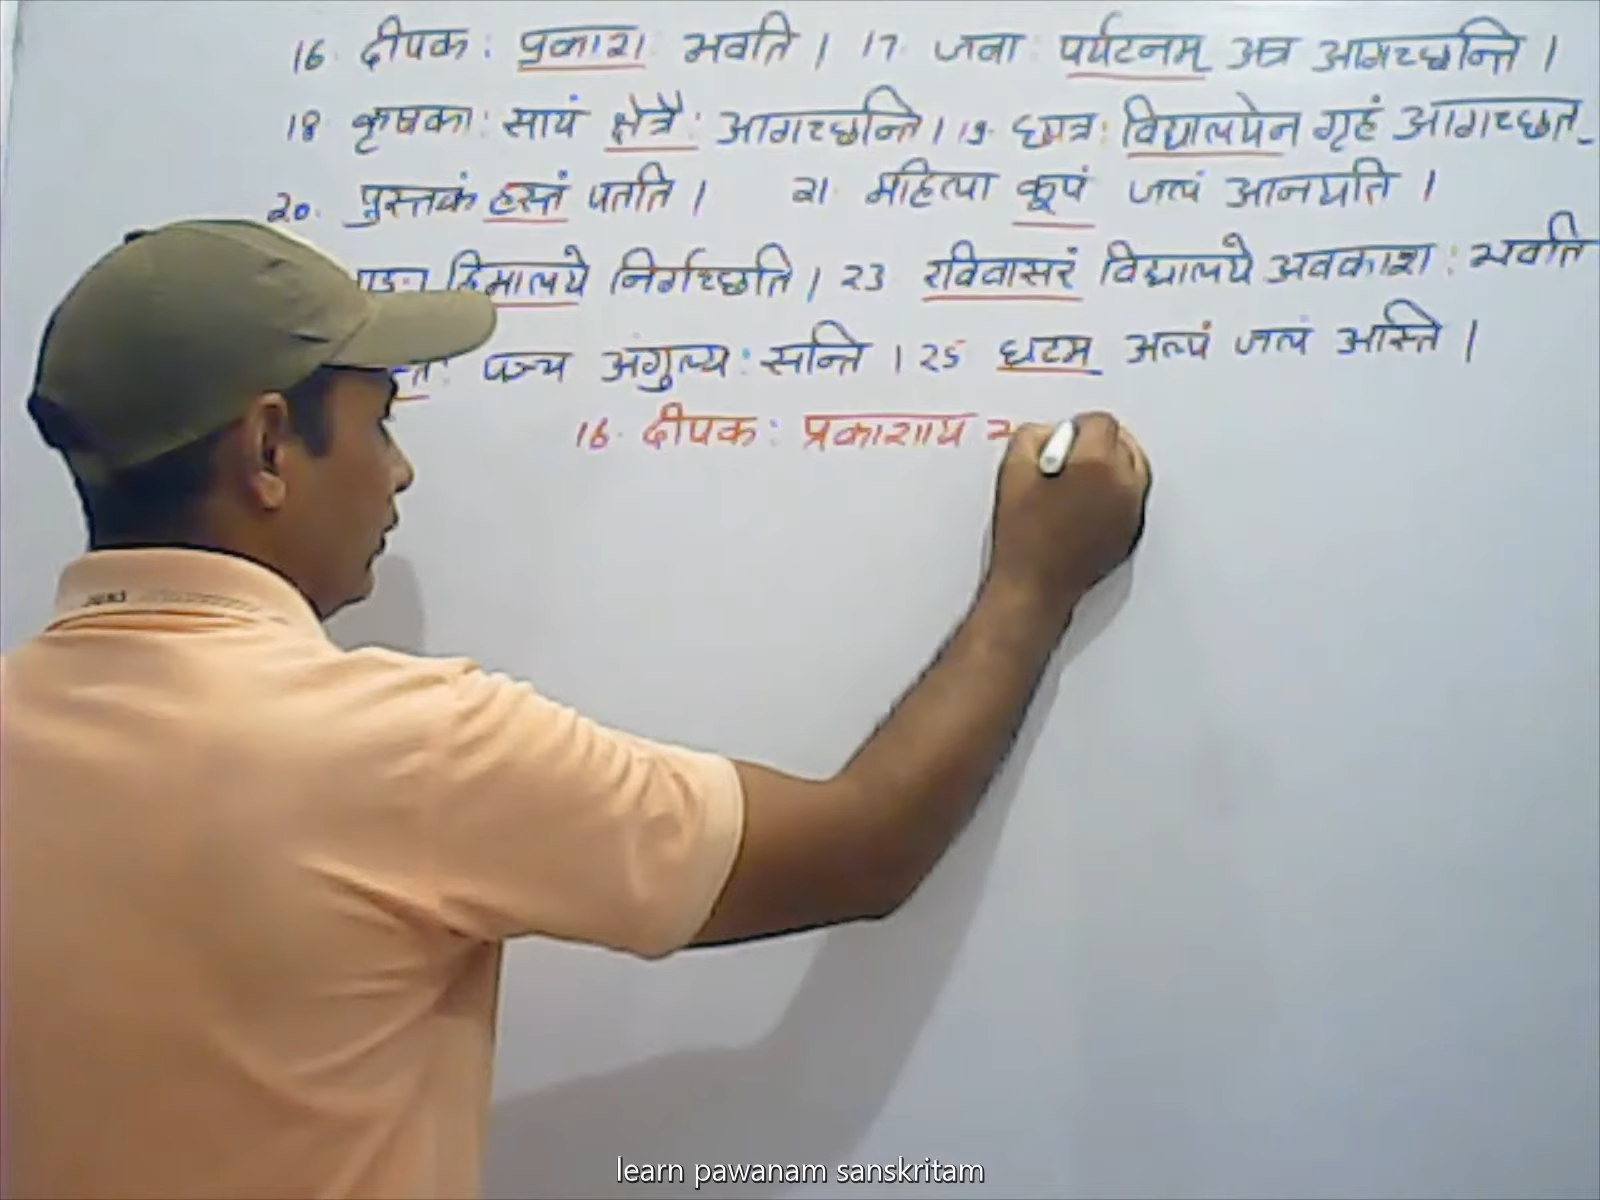 16. दीपक: प्रकाश भवति । 17. जना: पर्यटनम् अत्र आगच्छन्ति ।
18. कृषका: सायं क्षेत्रै: आगच्छन्ति । 19. छात्र: विद्यालयेन गृहं आगच्छति
20. पुस्तकं हस्तं पतति । 21. महिला कूपं जलं आनयति ।
हिमालये निर्गच्छति । 23 रविवासरं विद्यालये अवकाश: भवति
पञ्च अंगुल्य: सन्ति । 25 घटम अल्पं जलं अस्ति ।
16. दीपक: प्रकाशाय
learn pawanam sanskritam